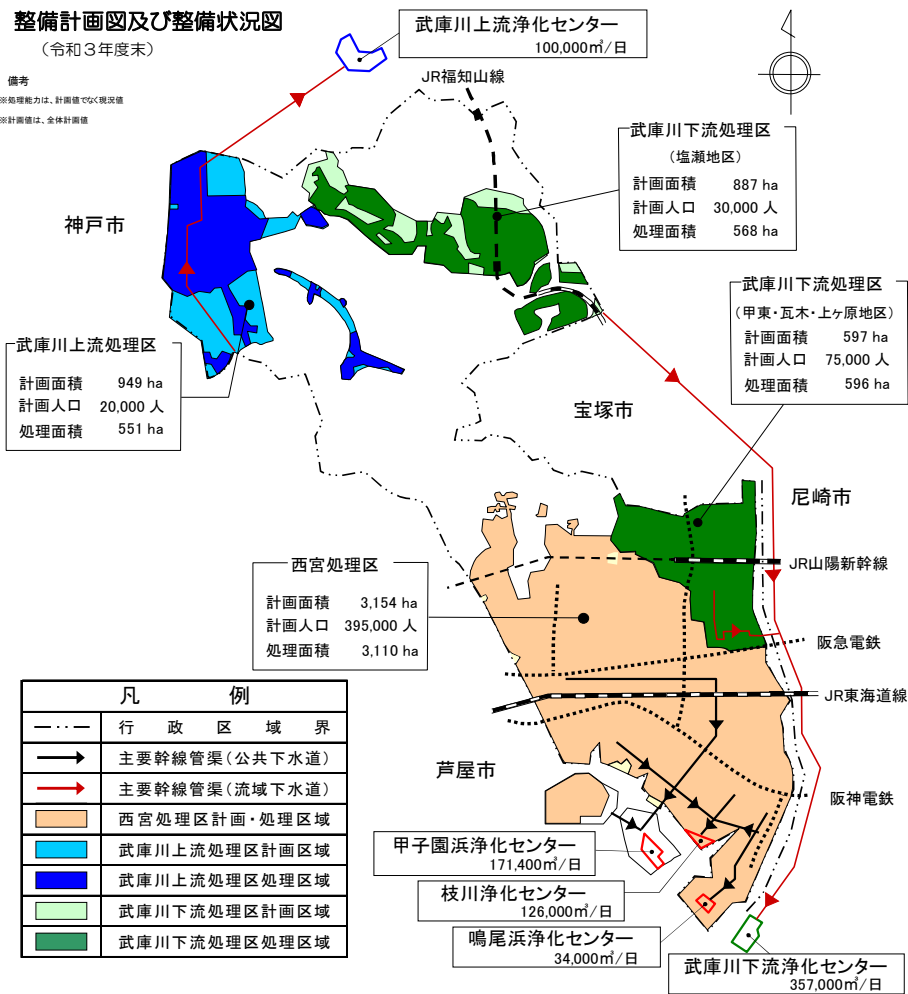 整備計画図及び整備状況図
(令和3年度末)
備考
※処理能力は、計画値でなく現況値
※計画値は、全体計画値
武庫川上流浄化センター
100,000㎥/日
JR福知山線
武庫川下流処理区
(塩瀬地区)
計画面積 887 ha
計画人口 30,000 人
処理面積 568 ha
神戸市
武庫川下流処理区
(甲東・瓦木・上ヶ原地区)
計画面積 597 ha
計画人口 75,000 人
処理面積 596 ha
武庫川上流処理区
計画面積 949 ha
計画人口 20,000 人
処理面積 551 ha
宝塚市
尼崎市
西宮処理区
計画面積 3,154 ha
計画人口 395,000 人
処理面積 3,110 ha
JR山陽新幹線
阪急電鉄
JR東海道線
芦屋市
阪神電鉄
凡例
行政区域界
主要幹線管渠(公共下水道)
主要幹線管渠(流域下水道)
西宮処理区計画・処理区域
武庫川上流処理区計画区域
武庫川上流処理区処理区域
武庫川下流処理区計画区域
武庫川下流処理区処理区域
甲子園浜浄化センター
171,400㎥/日
枝川浄化センター
126,000㎥/日
鳴尾浜浄化センター
34,000㎥/日
武庫川下流浄化センター
357,000㎥/日